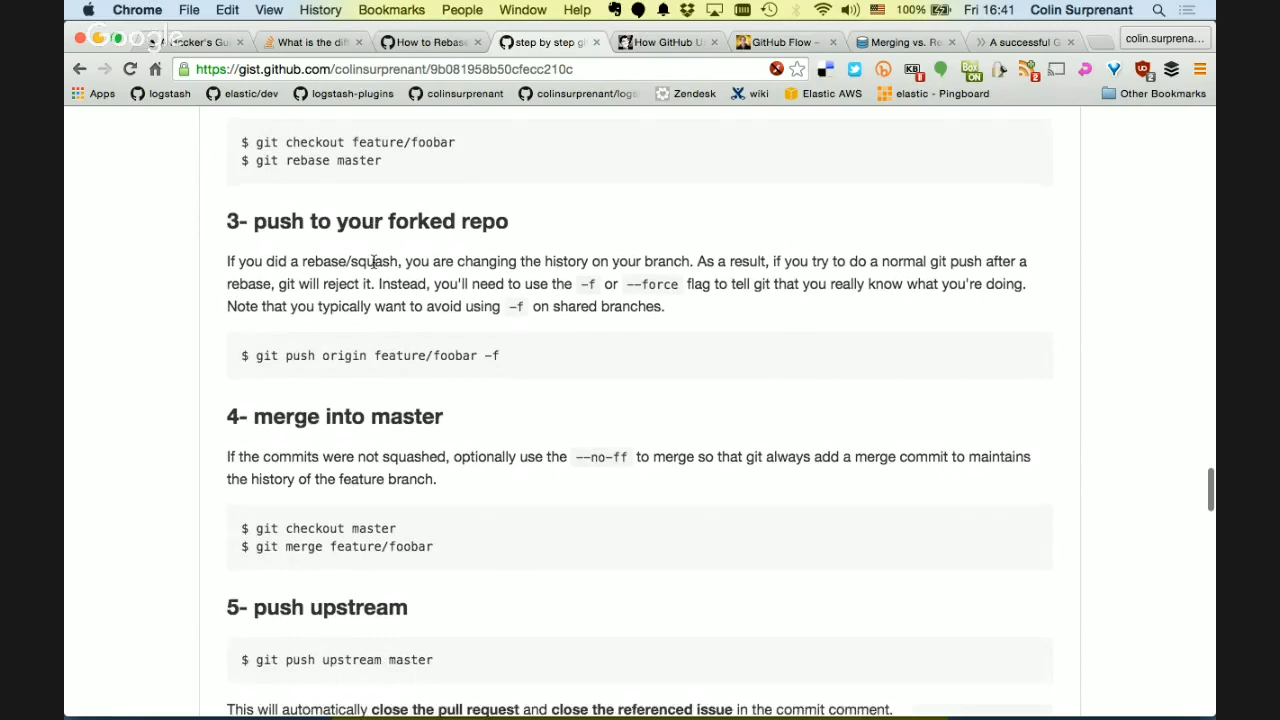 Chrome File Edit View History Bookmarks People Window Help 100% Fri 16:41 Colin Surprenant
Google
cker's Gu What is the dif How to Rebas step by step gi How GitHub U GitHub Flow – Merging vs. Re A successful G colin.surprena...
https://gist.github.com/colinsurprenant/9b081958b50cfecc210c
Apps logstash elastic/dev logstash-plugins colinsurprenant colinsurprenant/logs Zendesk wiki Elastic AWS elastic - Pingboard Other Bookmarks
$ git checkout feature/foobar
$ git rebase master
3- push to your forked repo
If you did a rebase/squash, you are changing the history on your branch. As a result, if you try to do a normal git push after a
rebase, git will reject it. Instead, you'll need to use the -f or --force flag to tell git that you really know what you're doing.
Note that you typically want to avoid using -f on shared branches.
$ git push origin feature/foobar -f
4- merge into master
If the commits were not squashed, optionally use the --no-ff to merge so that git always add a merge commit to maintains
the history of the feature branch.
$ git checkout master
$ git merge feature/foobar
5- push upstream
$ git push upstream master
This will automatically close the pull request and close the referenced issue in the commit comment.